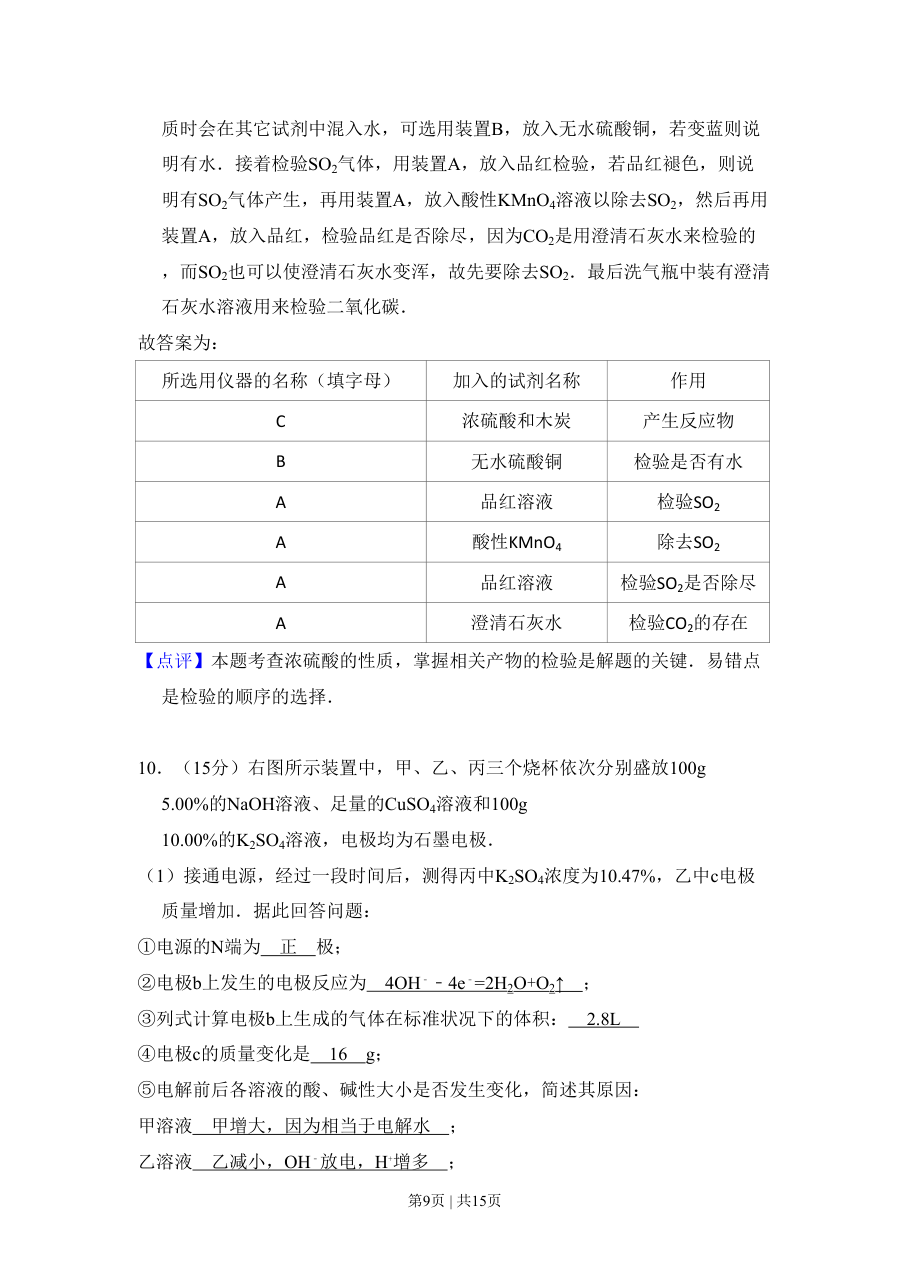 质时会在其它试剂中混入水，可选用装置B，放入无水硫酸铜，若变蓝则说
明有水．接着检验SO₂气体，用装置A，放入品红检验，若品红褪色，则说
明有SO₂气体产生，再用装置A，放入酸性KMnO₄溶液以除去SO₂，然后再用
装置A，放入品红，检验品红是否除尽，因为CO₂是用澄清石灰水来检验的
，而SO₂也可以使澄清石灰水变浑，故先要除去SO₂．最后洗气瓶中装有澄清
石灰水溶液用来检验二氧化碳．
故答案为：
所选用仪器的名称（填字母） 加入的试剂名称 作用
C 浓硫酸和木炭 产生反应物
B 无水硫酸铜 检验是否有水
A 品红溶液 检验SO₂
A 酸性KMnO₄ 除去SO₂
A 品红溶液 检验SO₂是否除尽
A 澄清石灰水 检验CO₂的存在
【点评】本题考查浓硫酸的性质，掌握相关产物的检验是解题的关键．易错点
是检验的顺序的选择．
10．（15分）右图所示装置中，甲、乙、丙三个烧杯依次分别盛放100g
5.00%的NaOH溶液、足量的CuSO₄溶液和100g
10.00%的K₂SO₄溶液，电极均为石墨电极．
（1）接通电源，经过一段时间后，测得丙中K₂SO₄浓度为10.47%，乙中c电极
质量增加．据此回答问题：
①电源的N端为 正 极；
②电极b上发生的电极反应为 4OH⁻﹣4e⁻=2H₂O+O₂↑ ；
③列式计算电极b上生成的气体在标准状况下的体积： 2.8L
④电极c的质量变化是 16 g；
⑤电解前后各溶液的酸、碱性大小是否发生变化，简述其原因：
甲溶液 甲增大，因为相当于电解水 ；
乙溶液 乙减小，OH⁻放电，H⁺增多 ；
第9页 | 共15页